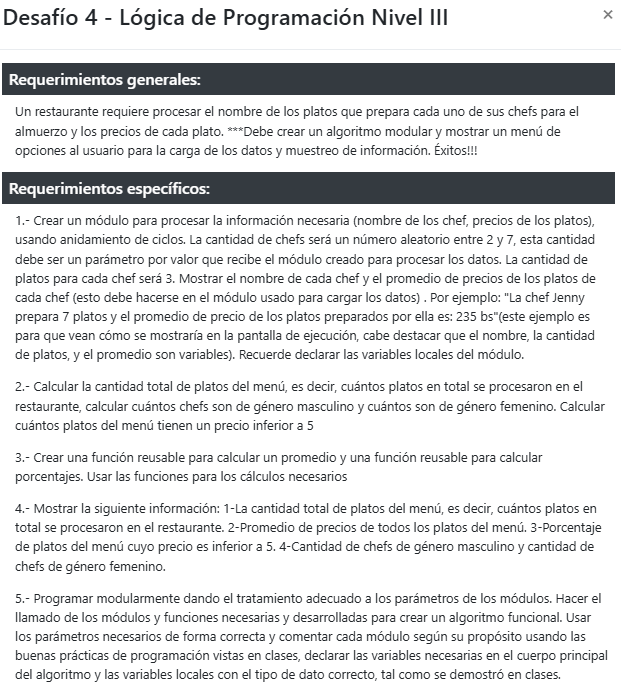 Desafío 4 - Lógica de Programación Nivel III
×
Requerimientos generales:
Un restaurante requiere procesar el nombre de los platos que prepara cada uno de sus chefs para el
almuerzo y los precios de cada plato. ***Debe crear un algoritmo modular y mostrar un menú de
opciones al usuario para la carga de los datos y muestreo de información. Éxitos!!!
Requerimientos específicos:
1.- Crear un módulo para procesar la información necesaria (nombre de los chef, precios de los platos),
usando anidamiento de ciclos. La cantidad de chefs será un número aleatorio entre 2 y 7, esta cantidad
debe ser un parámetro por valor que recibe el módulo creado para procesar los datos. La cantidad de
platos para cada chef será 3. Mostrar el nombre de cada chef y el promedio de precios de los platos de
cada chef (esto debe hacerse en el módulo usado para cargar los datos) . Por ejemplo: "La chef Jenny
prepara 7 platos y el promedio de precio de los platos preparados por ella es: 235 bs"(este ejemplo es
para que vean cómo se mostraría en la pantalla de ejecución, cabe destacar que el nombre, la cantidad
de platos, y el promedio son variables). Recuerde declarar las variables locales del módulo.
2.- Calcular la cantidad total de platos del menú, es decir, cuántos platos en total se procesaron en el
restaurante, calcular cuántos chefs son de género masculino y cuántos son de género femenino. Calcular
cuántos platos del menú tienen un precio inferior a 5
3.- Crear una función reusable para calcular un promedio y una función reusable para calcular
porcentajes. Usar las funciones para los cálculos necesarios
4.- Mostrar la siguiente información: 1-La cantidad total de platos del menú, es decir, cuántos platos en
total se procesaron en el restaurante. 2-Promedio de precios de todos los platos del menú. 3-Porcentaje
de platos del menú cuyo precio es inferior a 5. 4-Cantidad de chefs de género masculino y cantidad de
chefs de género femenino.
5.- Programar modularmente dando el tratamiento adecuado a los parámetros de los módulos. Hacer el
llamado de los módulos y funciones necesarias y desarrolladas para crear un algoritmo funcional. Usar
los parámetros necesarios de forma correcta y comentar cada módulo según su propósito usando las
buenas prácticas de programación vistas en clases, declarar las variables necesarias en el cuerpo principal
del algoritmo y las variables locales con el tipo de dato correcto, tal como se demostró en clases.